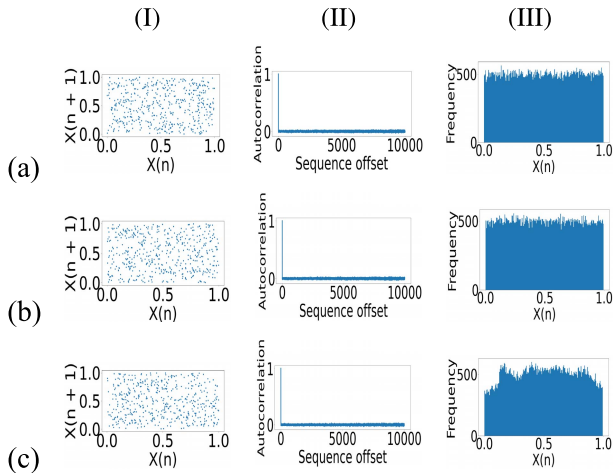 (I) (II) (III)
X(n + 1)
1.0
0.5
0.0
0.0 0.5 1.0
X(n)
Autocorrelation
1
0
0 5000 10000
Sequence offset
Frequency
500
0
0.0 0.5 1.0
X(n)
(a)
X(n + 1)
1.0
0.5
0.0
0.0 0.5 1.0
X(n)
Autocorrelation
1
0
0 5000 10000
Sequence offset
Frequency
500
0
0.0 0.5 1.0
X(n)
(b)
X(n + 1)
1.0
0.5
0.0
0.0 0.5 1.0
X(n)
Autocorrelation
1
0
0 5000 10000
Sequence offset
Frequency
500
0
0.0 0.5 1.0
X(n)
(c)